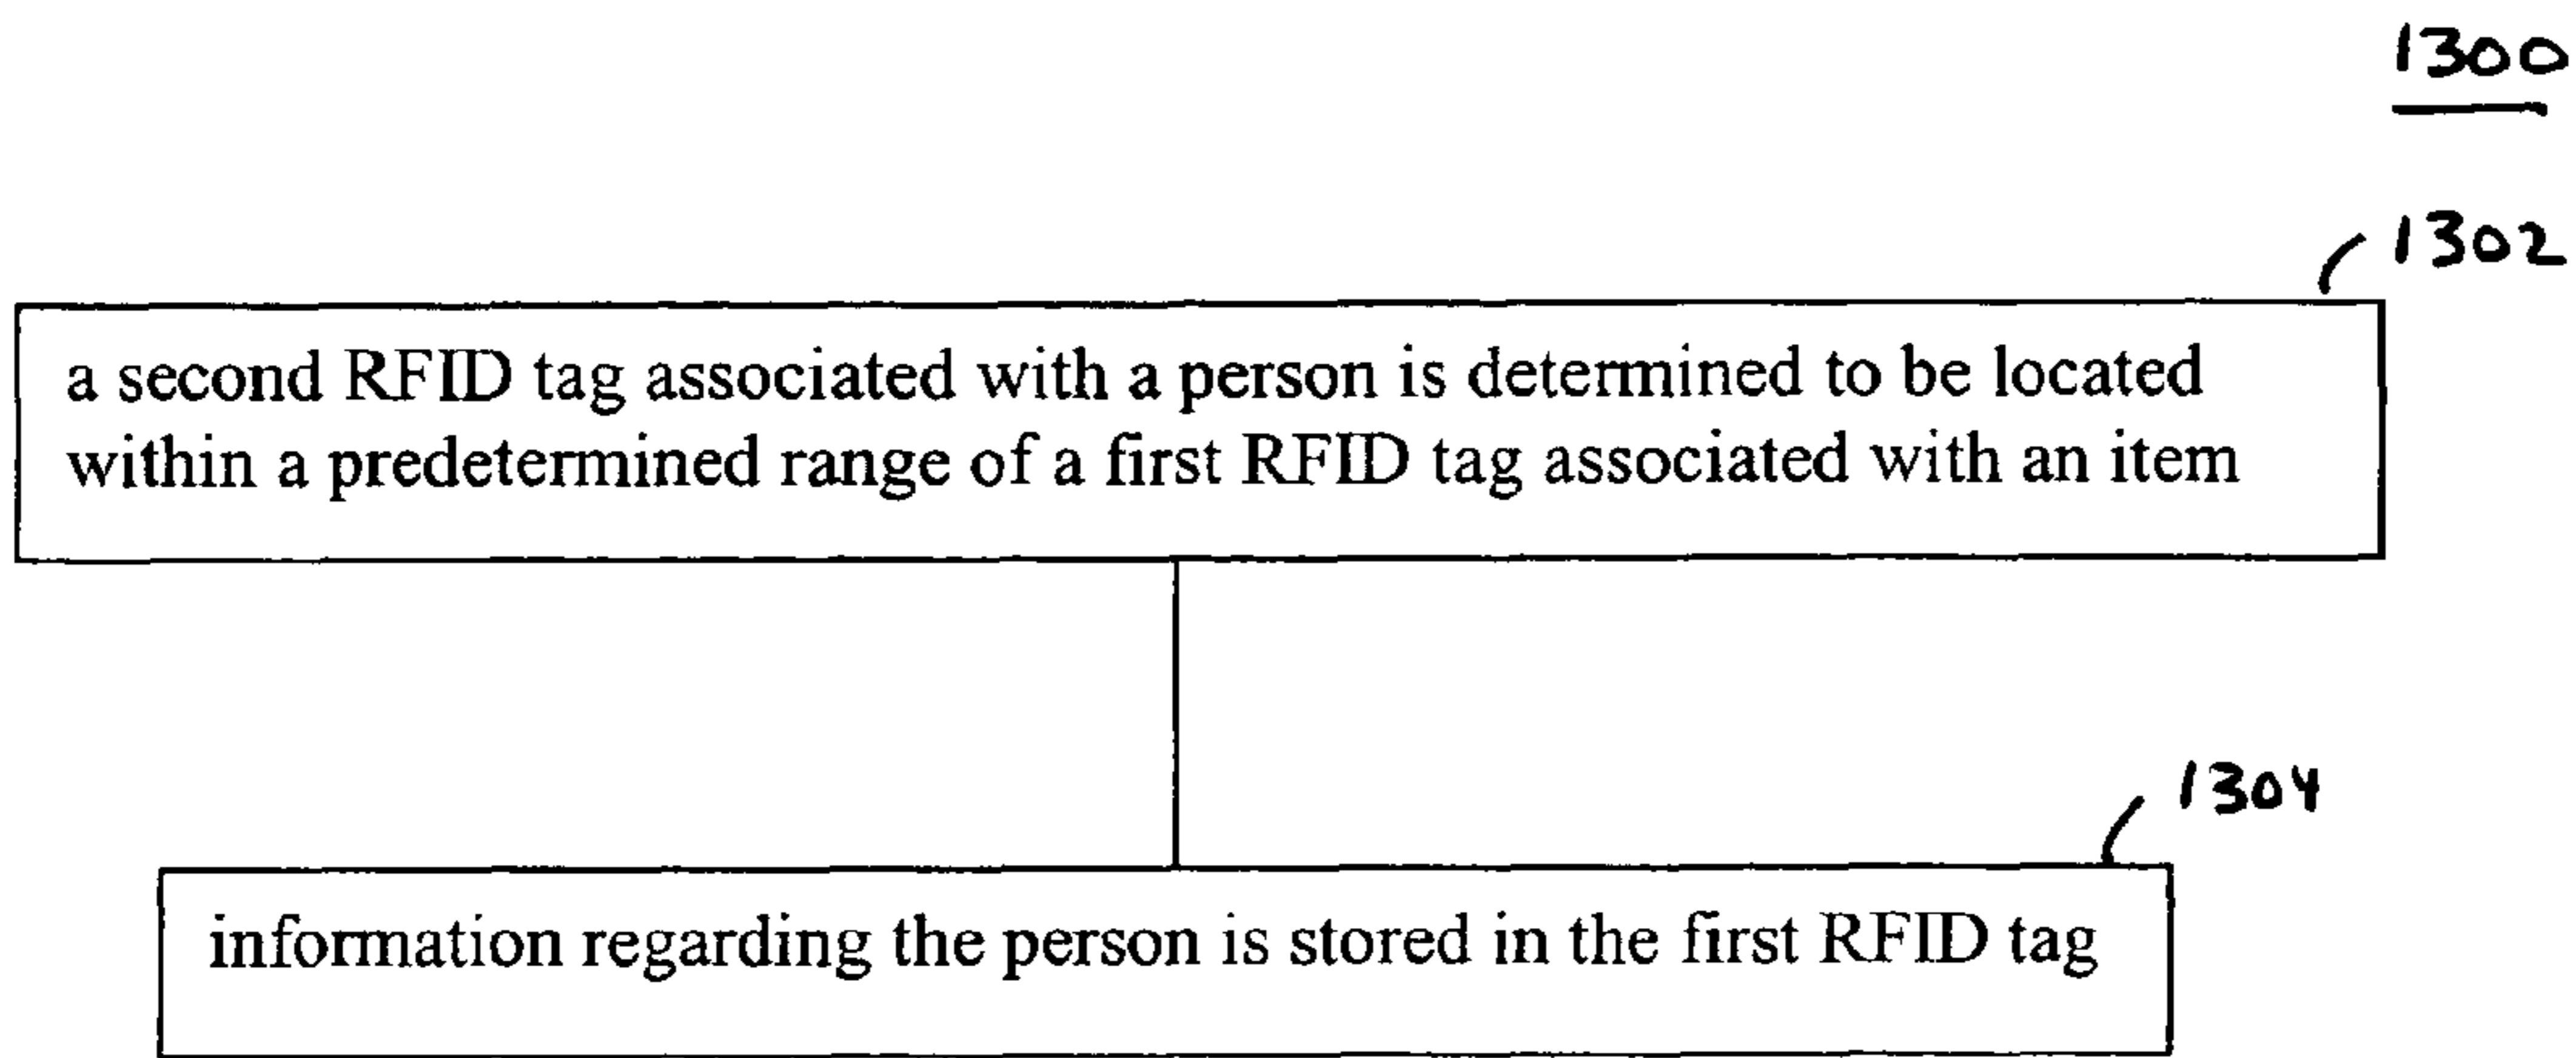 1300
1302
a second RFID tag associated with a person is determined to be located
within a predetermined range of a first RFID tag associated with an item
1304
information regarding the person is stored in the first RFID tag